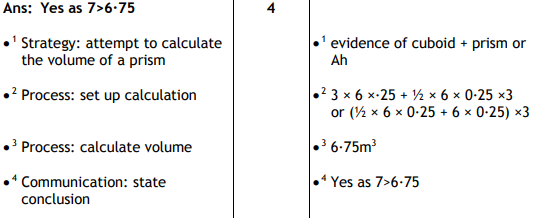 Ans: Yes as 7>6·75
4
●¹ Strategy: attempt to calculate
the volume of a prism
●¹ evidence of cuboid + prism or
Ah
●² Process: set up calculation
●² 3 × 6 ×·25 + ½ × 6 × 0·25 ×3
or (½ × 6 × 0·25 + 6 × 0·25) ×3
●³ Process: calculate volume
●³ 6·75m³
●⁴ Communication: state
conclusion
●⁴ Yes as 7>6·75